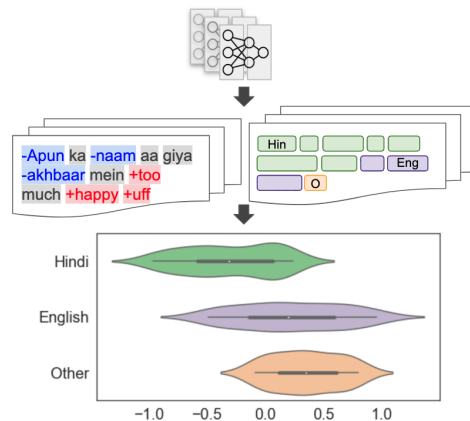 -Apun ka -naam aa giya
-akhbaar mein +too
much +happy +uff
Hin
Eng
O
Hindi
English
Other
−1.0 −0.5 0.0 0.5 1.0